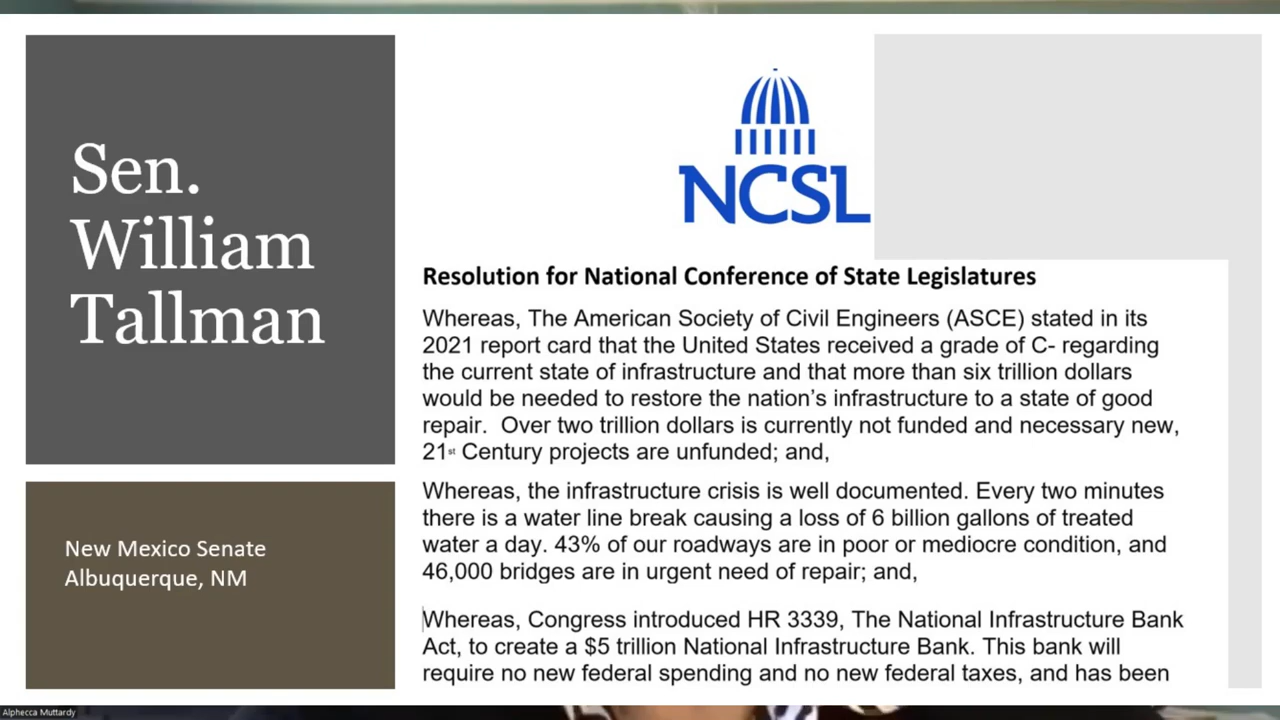 Sen.
William
Tallman
New Mexico Senate
Albuquerque, NM
NCSL
Resolution for National Conference of State Legislatures
Whereas, The American Society of Civil Engineers (ASCE) stated in its
2021 report card that the United States received a grade of C- regarding
the current state of infrastructure and that more than six trillion dollars
would be needed to restore the nation’s infrastructure to a state of good
repair.  Over two trillion dollars is currently not funded and necessary new,
21st Century projects are unfunded; and,
Whereas, the infrastructure crisis is well documented. Every two minutes
there is a water line break causing a loss of 6 billion gallons of treated
water a day. 43% of our roadways are in poor or mediocre condition, and
46,000 bridges are in urgent need of repair; and,
Whereas, Congress introduced HR 3339, The National Infrastructure Bank
Act, to create a $5 trillion National Infrastructure Bank. This bank will
require no new federal spending and no new federal taxes, and has been
Alphecca Muttardy